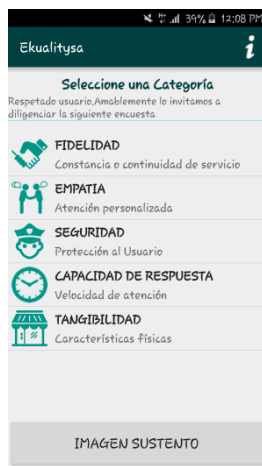 39% 12:08 PM
Ekualitysa
i
Seleccione una Categoría
Respetado usuario,Amablemente lo invitamos a
diligenciar la siguiente encuesta
FIDELIDAD
Constancia o continuidad de servicio
EMPATIA
Atención personalizada
SEGURIDAD
Protección al Usuario
CAPACIDAD DE RESPUESTA
Velocidad de atención
TANGIBILIDAD
Características físicas
IMAGEN SUSTENTO